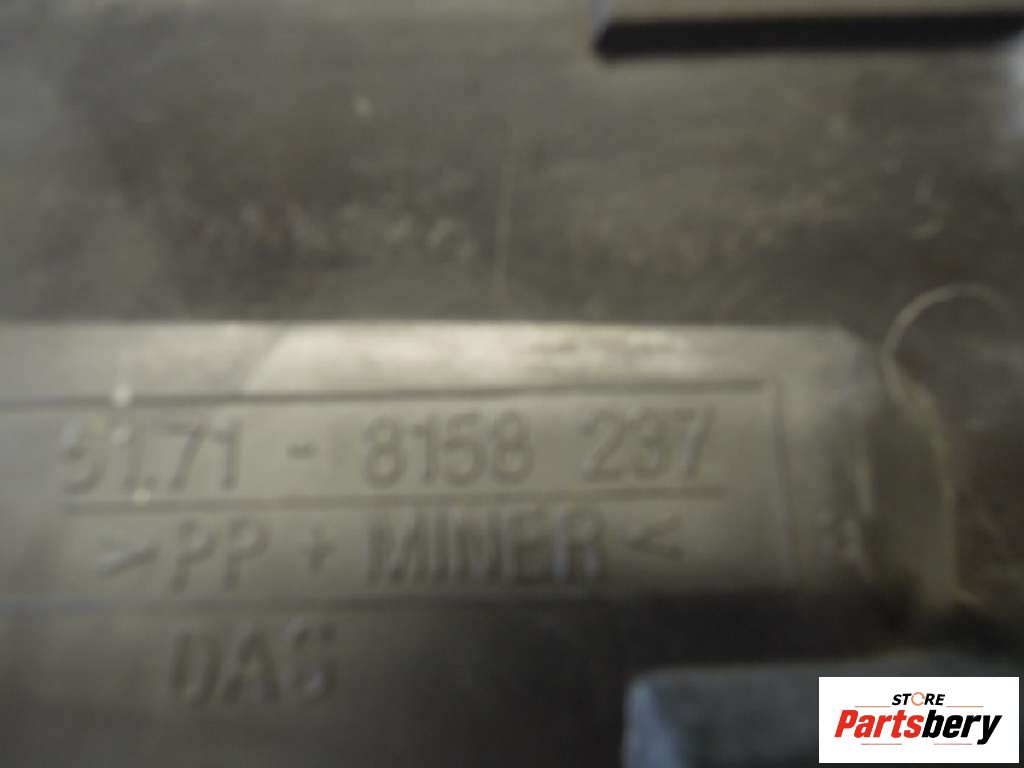 51.71 - 8158 237
>PP + MINER<
DAS
STORE
Partsbery